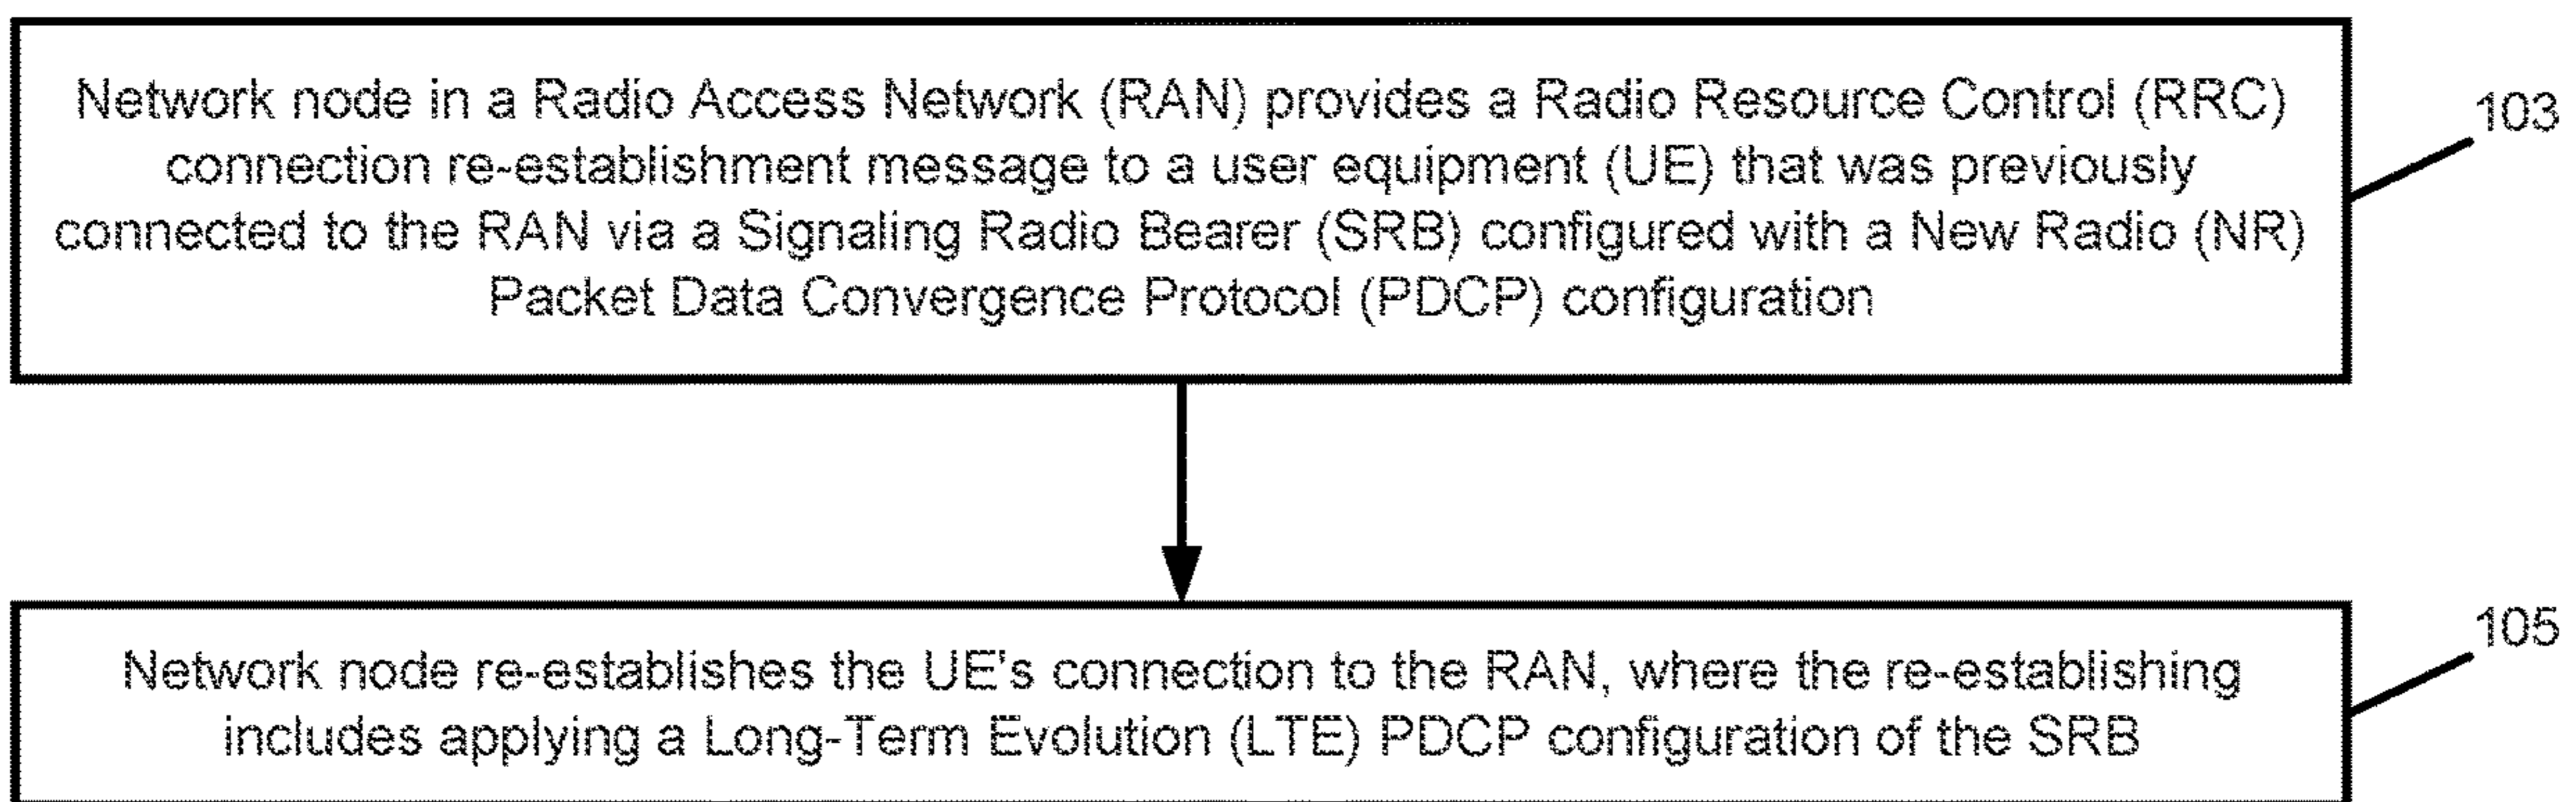 Network node in a Radio Access Network (RAN) provides a Radio Resource Control (RRC)
connection re-establishment message to a user equipment (UE) that was previously
connected to the RAN via a Signaling Radio Bearer (SRB) configured with a New Radio (NR)
Packet Data Convergence Protocol (PDCP) configuration
103
Network node re-establishes the UE's connection to the RAN, where the re-establishing
includes applying a Long-Term Evolution (LTE) PDCP configuration of the SRB
105